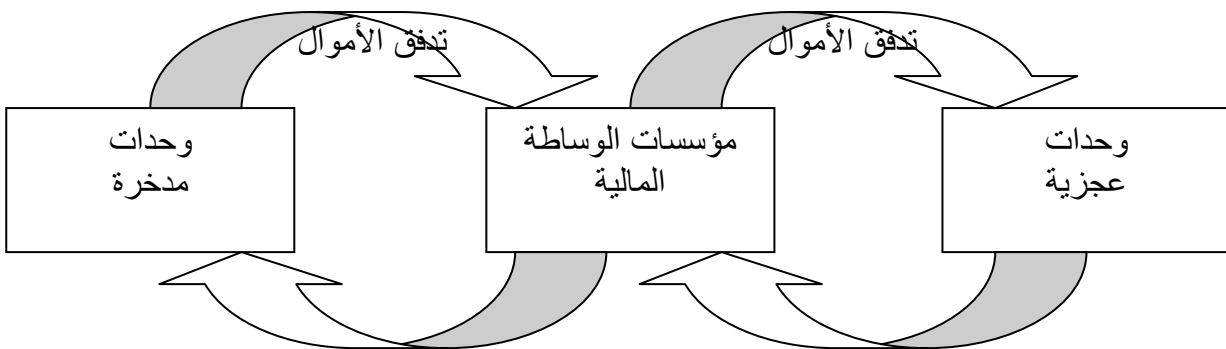 تدفق الأموال
تدفق الأموال
وحدات
عجزية
مؤسسات الوساطة
المالية
وحدات
مدخرة